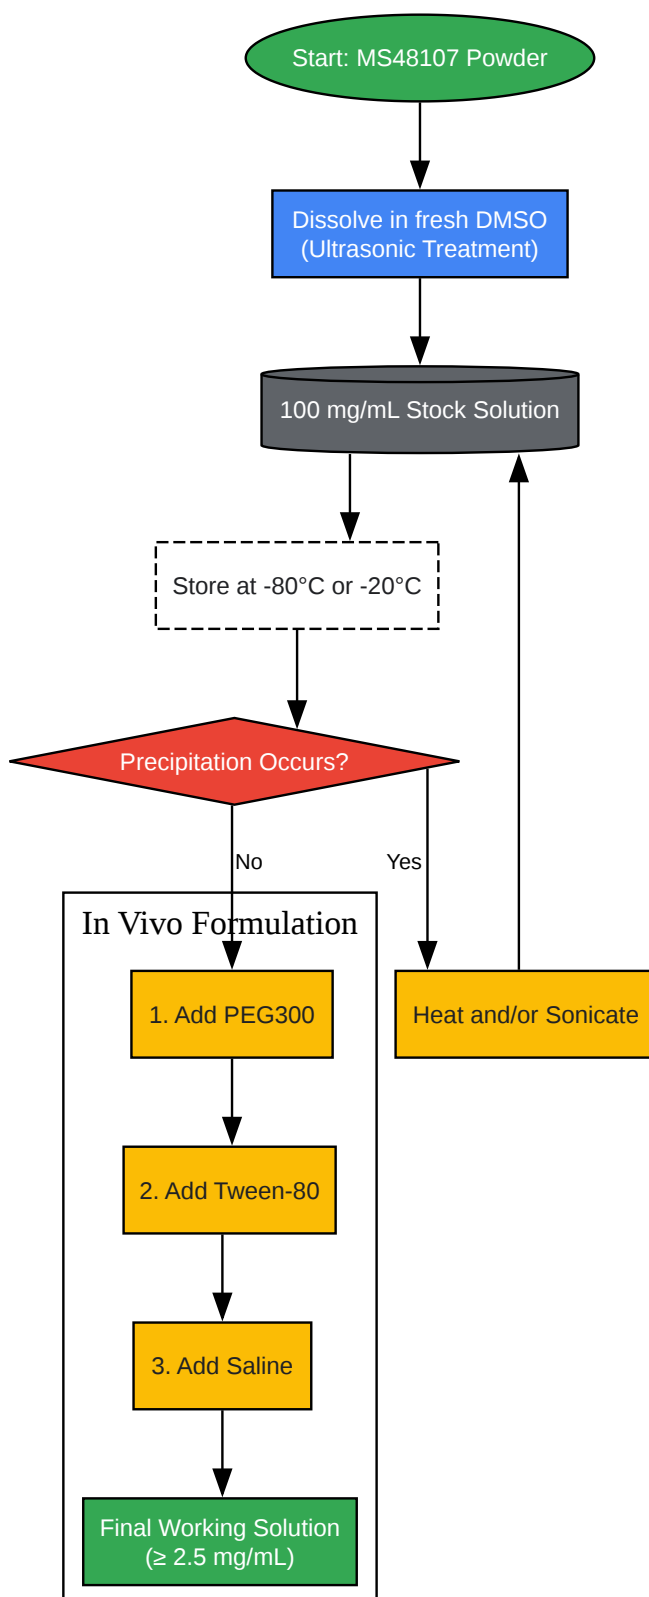 Start: MS48107 Powder
Dissolve in fresh DMSO
(Ultrasonic Treatment)
100 mg/mL Stock Solution
Store at -80°C or -20°C
Precipitation Occurs?
No
Yes
In Vivo Formulation
1. Add PEG300
Heat and/or Sonicate
2. Add Tween-80
3. Add Saline
Final Working Solution
(≥ 2.5 mg/mL)